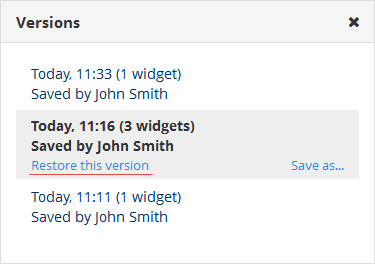 Versions
Today, 11:33 (1 widget)
Saved by John Smith
Today, 11:16 (3 widgets)
Saved by John Smith
Restore this version Save as...
Today, 11:11 (1 widget)
Saved by John Smith